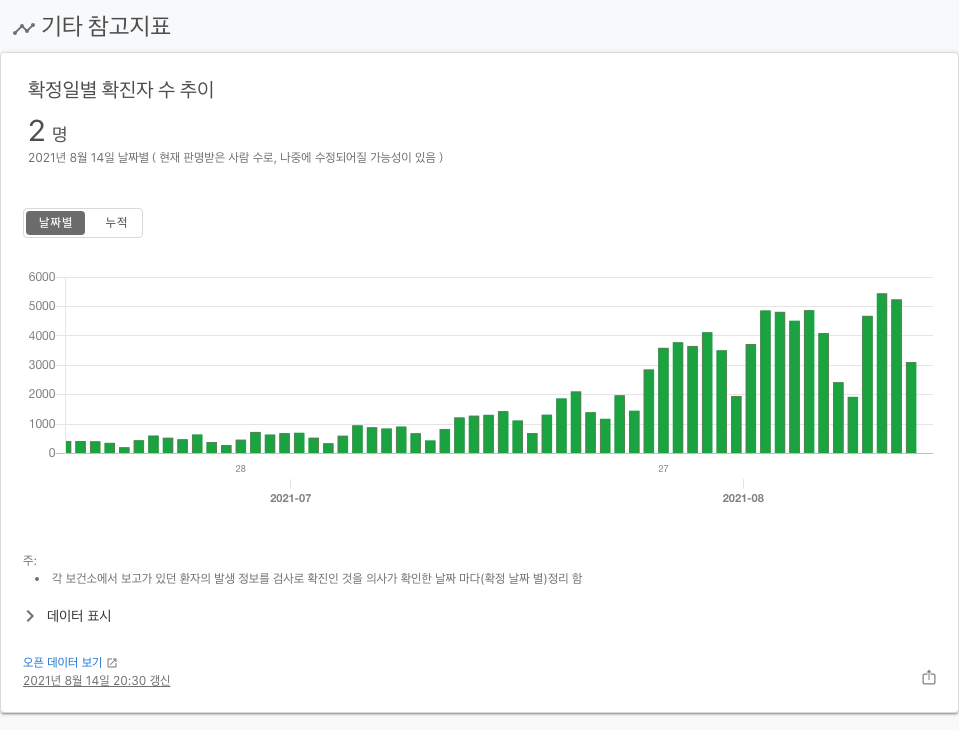 기타 참고지표
확정일별 확진자 수 추이
2 명
2021년 8월 14일 날짜별 ( 현재 판명받은 사람 수로, 나중에 수정되어질 가능성이 있음 )
날짜별 누적
6000
5000
4000
3000
2000
1000
0
28 27
2021-07 2021-08
주:
• 각 보건소에서 보고가 있던 환자의 발생 정보를 검사로 확진인 것을 의사가 확인한 날짜 마다(확정 날짜 별)정리 함
데이터 표시
오픈 데이터 보기
2021년 8월 14일 20:30 갱신